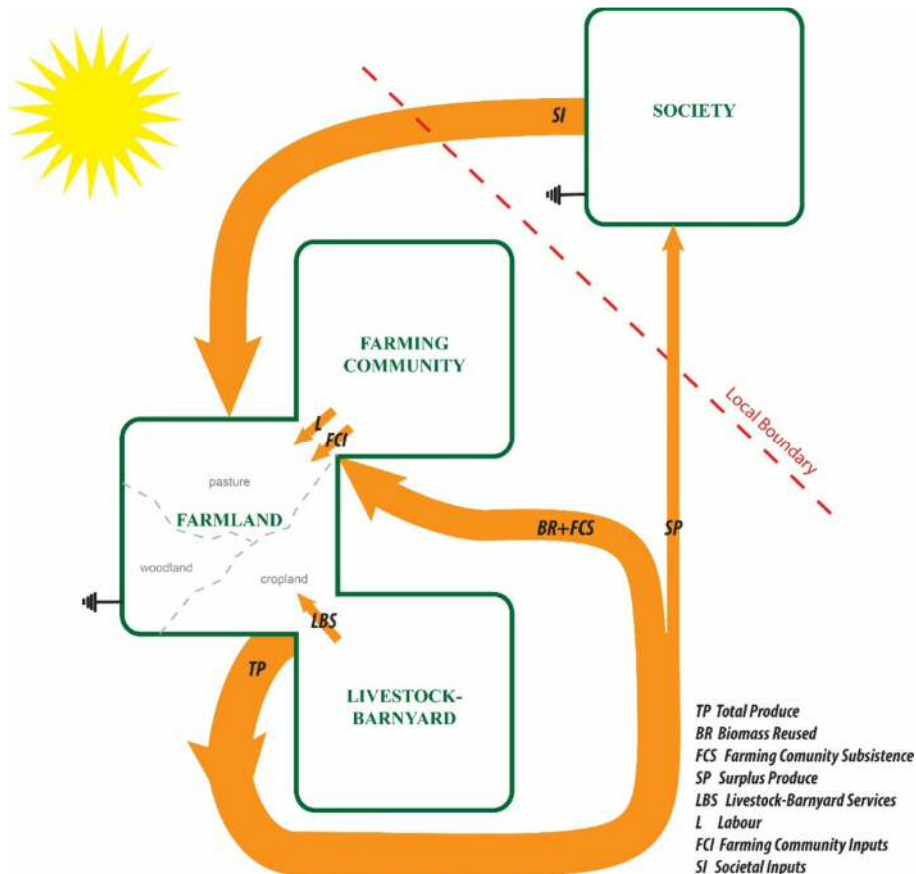 SOCIETY
SI
FARMING
COMMUNITY
L
FCI
pasture
FARMLAND
woodland
cropland
BR+FCS
SP
Local Boundary
LBS
TP
LIVESTOCK-
BARNYARD
TP Total Produce
BR Biomass Reused
FCS Farming Comunity Subsistence
SP Surplus Produce
LBS Livestock-Barnyard Services
L Labour
FCI Farming Community Inputs
SI Societal Inputs